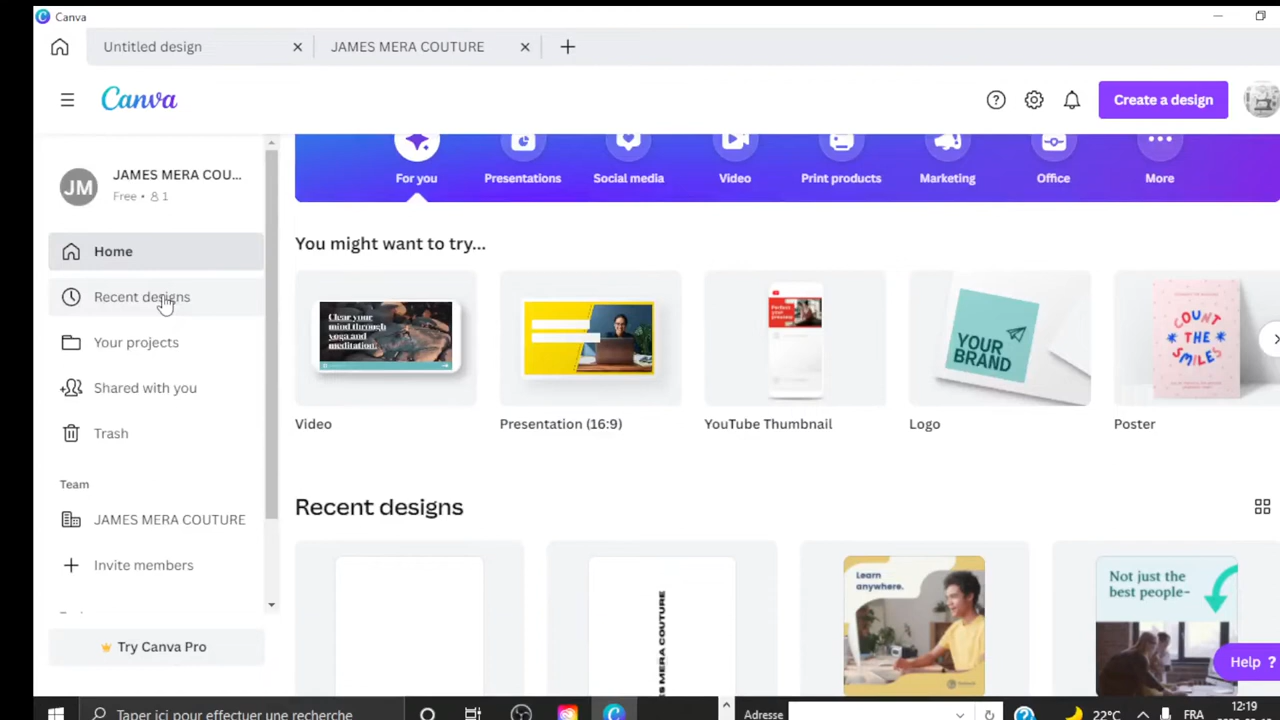 Canva
Untitled design
JAMES MERA COUTURE
Canva
Create a design
JM
JAMES MERA COU...
Free • 1
Home
Recent designs
Your projects
Shared with you
Trash
Team
JAMES MERA COUTURE
Invite members
Try Canva Pro
For you
Presentations
Social media
Video
Print products
Marketing
Office
More
You might want to try...
Clear your
mind through
yoga and
meditation.
Perfect
your
YOUR
BRAND
COUNT
THE
SMILES
Video
Presentation (16:9)
YouTube Thumbnail
Logo
Poster
Recent designs
S MERA COUTURE
Learn
anywhere.
Not just the
best people-
Help ?
Taper ici pour effectuer une recherche
Adresse
22°C
FRA
12:19